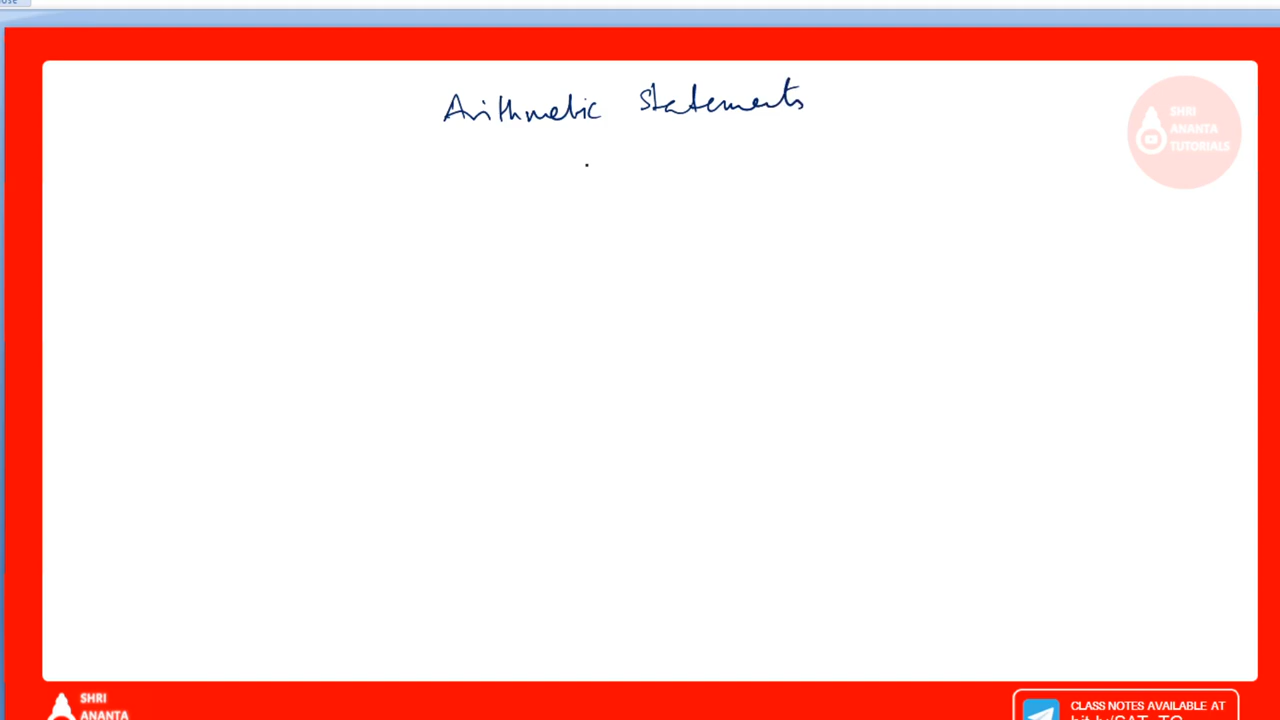 Arithmetic Statements
SHRI
ANANTA
TUTORIALS
SHRI
ANANTA
CLASS NOTES AVAILABLE AT